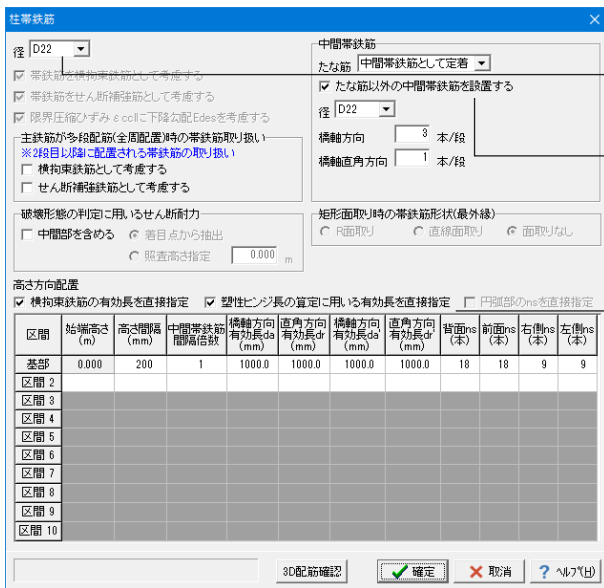 柱帯鉄筋
径 D22
帯鉄筋を横拘束鉄筋として考慮する
帯鉄筋をせん断補強筋として考慮する
限界圧縮ひずみεcclに下降勾配Edesを考慮する
主鉄筋が多段配筋(全周配置)時の帯鉄筋取り扱い
※2段目以降に配置される帯鉄筋の取り扱い
横拘束鉄筋として考慮する
せん断補強鉄筋として考慮する
中間帯鉄筋
たな筋 中間帯鉄筋として定着
たな筋以外の中間帯鉄筋を設置する
径 D22
橋軸方向 3 本/段
橋軸直角方向 1 本/段
破壊形態の判定に用いるせん断耐力
中間部を含める 着目点から抽出
照査高さ指定 0.000 m
矩形面取り時の帯鉄筋形状(最外縁)
R面取り 直線面取り 面取りなし
高さ方向配置
横拘束鉄筋の有効長を直接指定 塑性ヒンジ長の算定に用いる有効長を直接指定 円弧部のnsを直接指定
区間 始端高さ(m) 高さ間隔(mm) 中間帯鉄筋間隔倍数 橋軸方向有効長da(mm) 直角方向有効長dr(mm) 橋軸方向有効長da'(mm) 直角方向有効長dr'(mm) 背面ns(本) 前面ns(本) 右側ns(本) 左側ns(本)
基部 0.000 200 1 1000.0 1000.0 1000.0 1000.0 18 18 9 9
区間 2
区間 3
区間 4
区間 5
区間 6
区間 7
区間 8
区間 9
区間 10
3D配筋確認 確定 取消 ? ヘルプ(H)